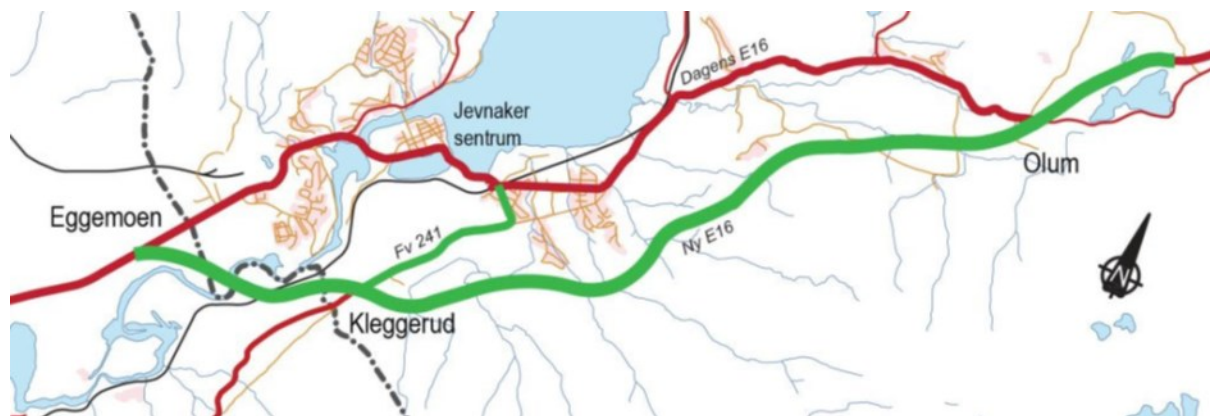 Dagens E16
Jevnaker
sentrum
Olum
Eggemoen
Fv 241
Ny E16
Kleggerud
N